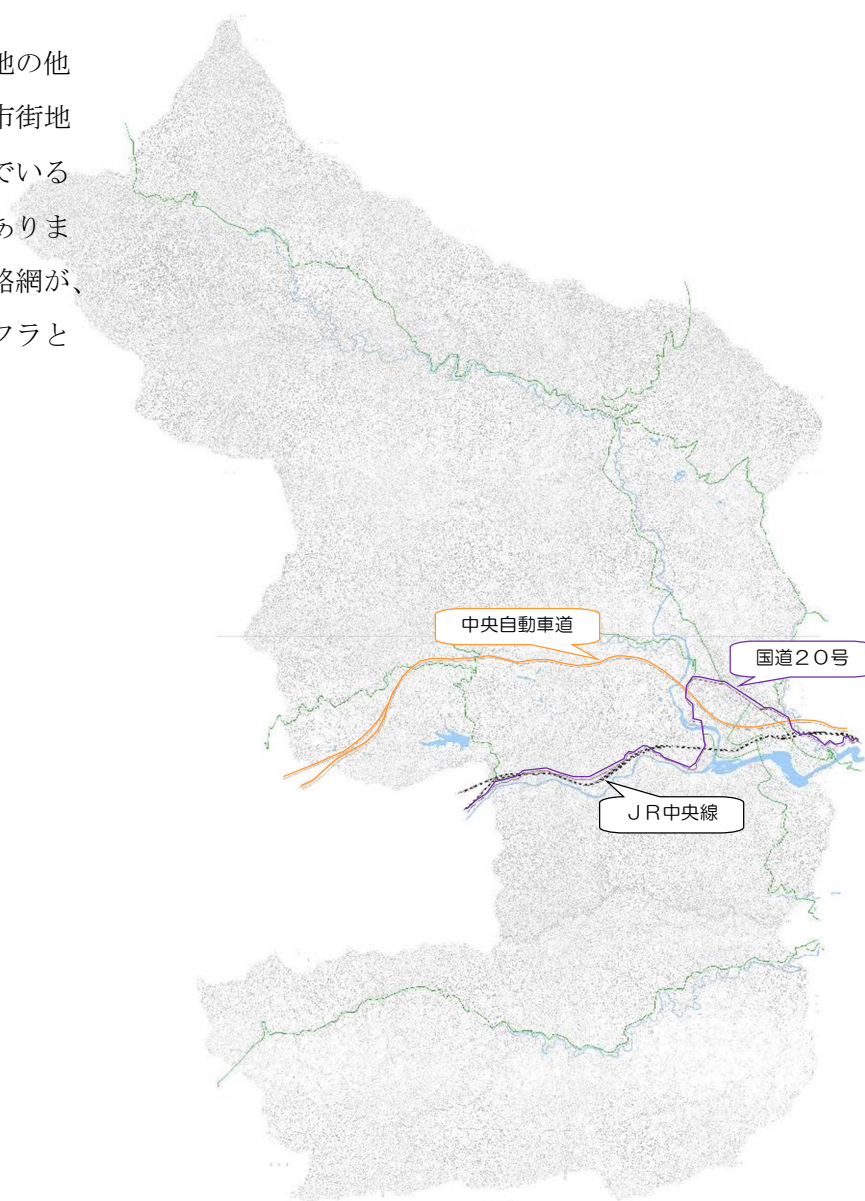 地の他
市街地
でいる
ありま
路網が、
フラと
中央自動車道
国道２０号
ＪＲ中央線